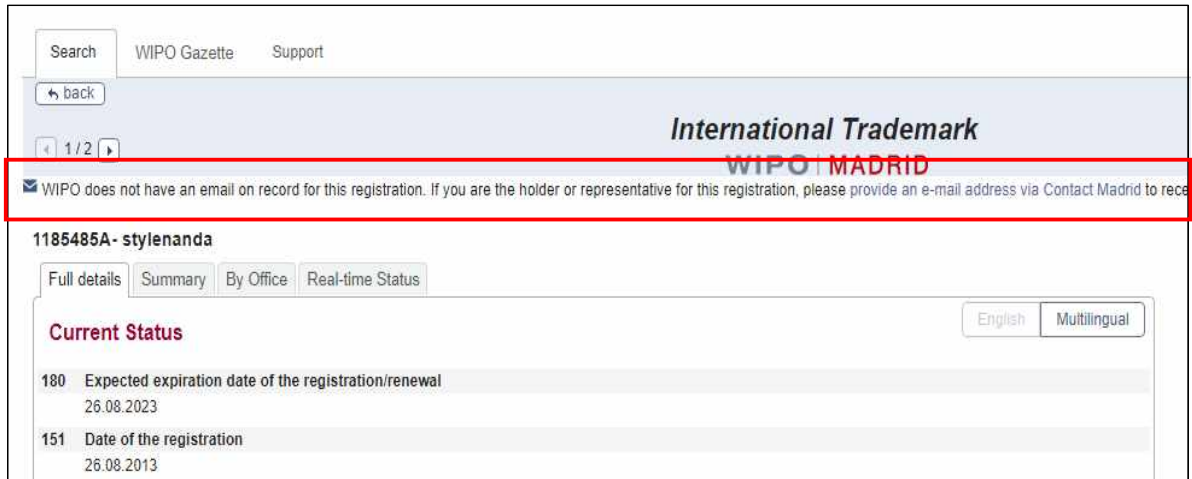 Search WIPO Gazette Support
back
1 / 2
International Trademark
WIPO | MADRID
WIPO does not have an email on record for this registration. If you are the holder or representative for this registration, please provide an e-mail address via Contact Madrid to rece
1185485A- stylenanda
Full details Summary By Office Real-time Status
English Multilingual
Current Status
180 Expected expiration date of the registration/renewal
26.08.2023
151 Date of the registration
26.08.2013